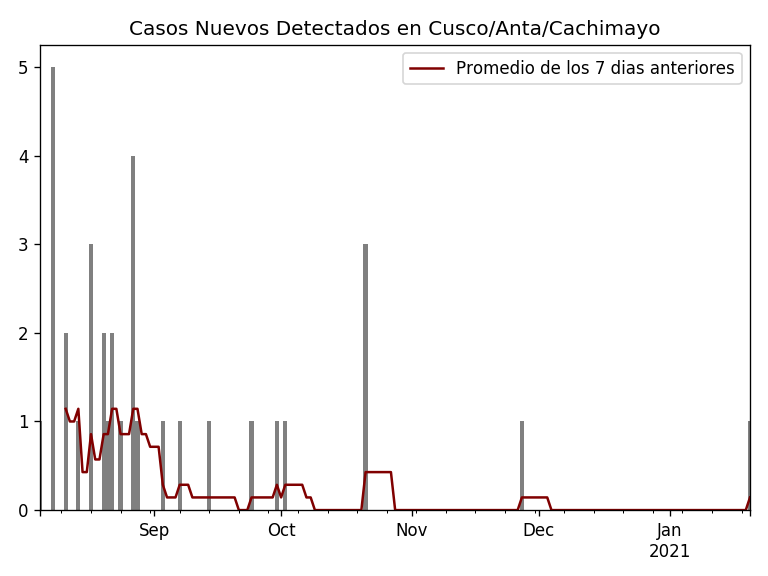 Casos Nuevos Detectados en Cusco/Anta/Cachimayo
Promedio de los 7 dias anteriores
5
4
3
2
1
0
Sep
Oct
Nov
Dec
Jan
2021